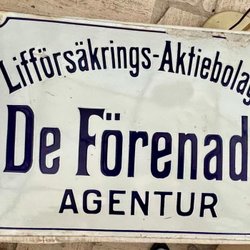 Lifförsäkrings-Aktiebolag
De Förenad
AGENTUR